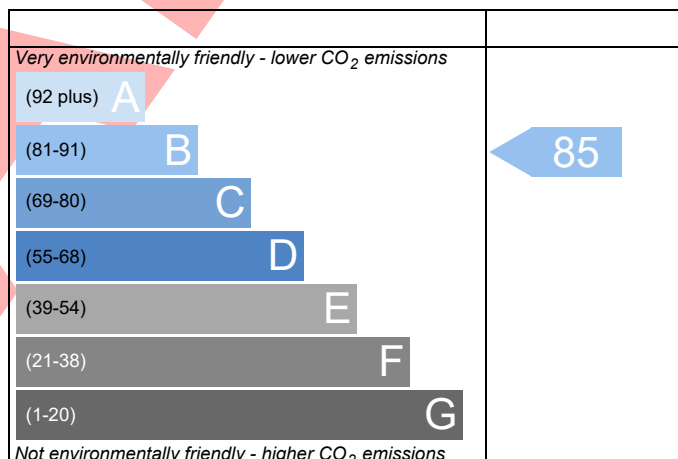 Very environmentally friendly - lower CO₂ emissions
(92 plus) A
(81-91) B
85
(69-80) C
(55-68) D
(39-54) E
(21-38) F
(1-20) G
Not environmentally friendly - higher CO₂ emissions